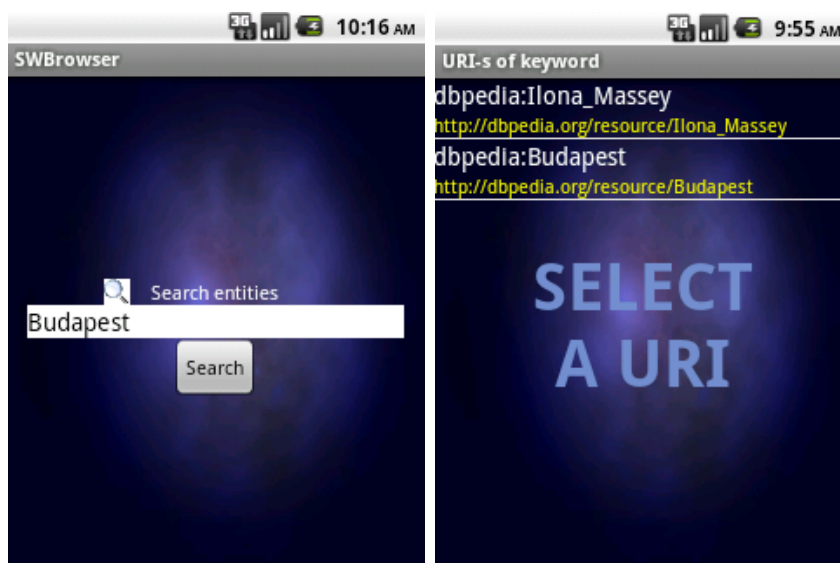 3G 10:16 AM
SWBrowser
Search entities
Budapest
Search
3G 9:55 AM
URI-s of keyword
dbpedia:Ilona_Massey
http://dbpedia.org/resource/Ilona_Massey
dbpedia:Budapest
http://dbpedia.org/resource/Budapest
SELECT
A URI